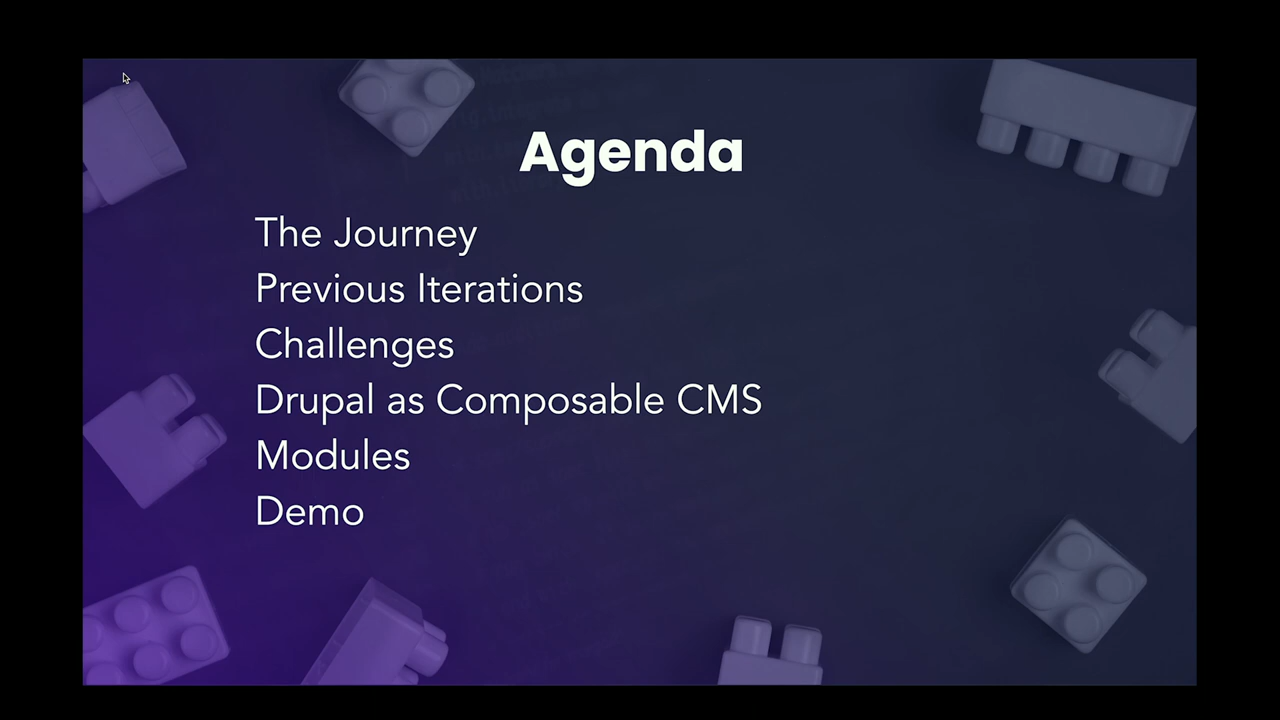 Agenda
The Journey
Previous Iterations
Challenges
Drupal as Composable CMS
Modules
Demo